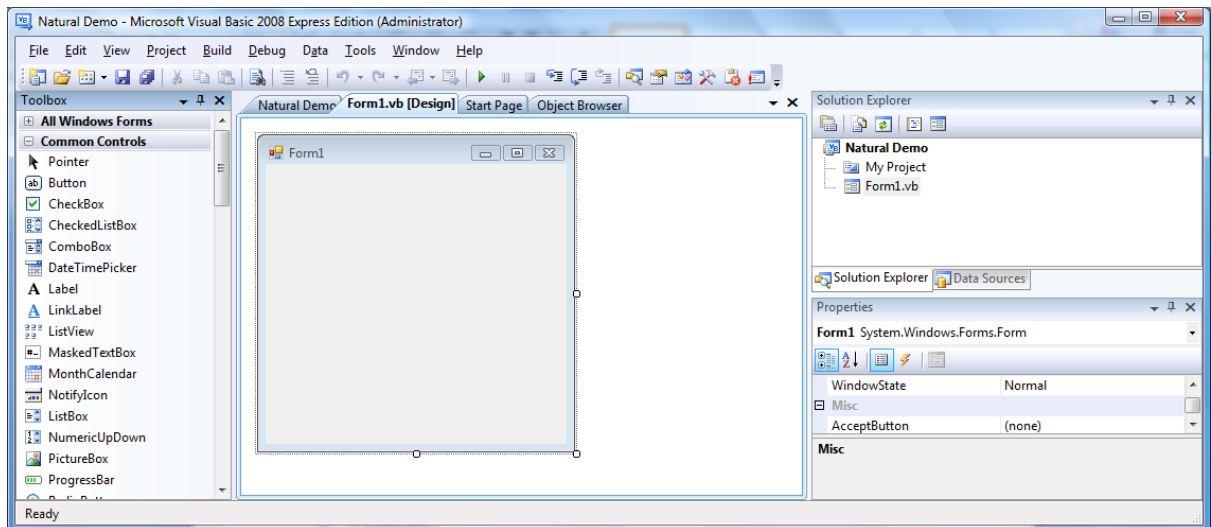 Natural Demo - Microsoft Visual Basic 2008 Express Edition (Administrator)
File Edit View Project Build Debug Data Tools Window Help
Toolbox
All Windows Forms
Common Controls
Pointer
Button
CheckBox
CheckedListBox
ComboBox
DateTimePicker
Label
LinkLabel
ListView
MaskedTextBox
MonthCalendar
NotifyIcon
ListBox
NumericUpDown
PictureBox
ProgressBar
Natural Demo Form1.vb [Design] Start Page Object Browser
Form1
Solution Explorer
Natural Demo
My Project
Form1.vb
Solution Explorer Data Sources
Properties
Form1 System.Windows.Forms.Form
WindowState Normal
Misc
AcceptButton (none)
Misc
Ready